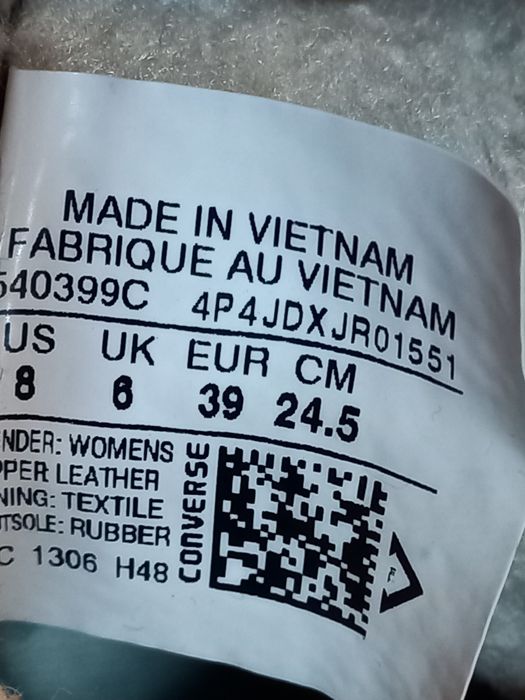 MADE IN VIETNAM
FABRIQUE AU VIETNAM
540399C 4P4JDXJR01551
US UK EUR CM
8 6 39 24.5
NDER: WOMENS
PPER LEATHER
NING: TEXTILE
TSOLE: RUBBER
C 1306 H48
CONVERSE